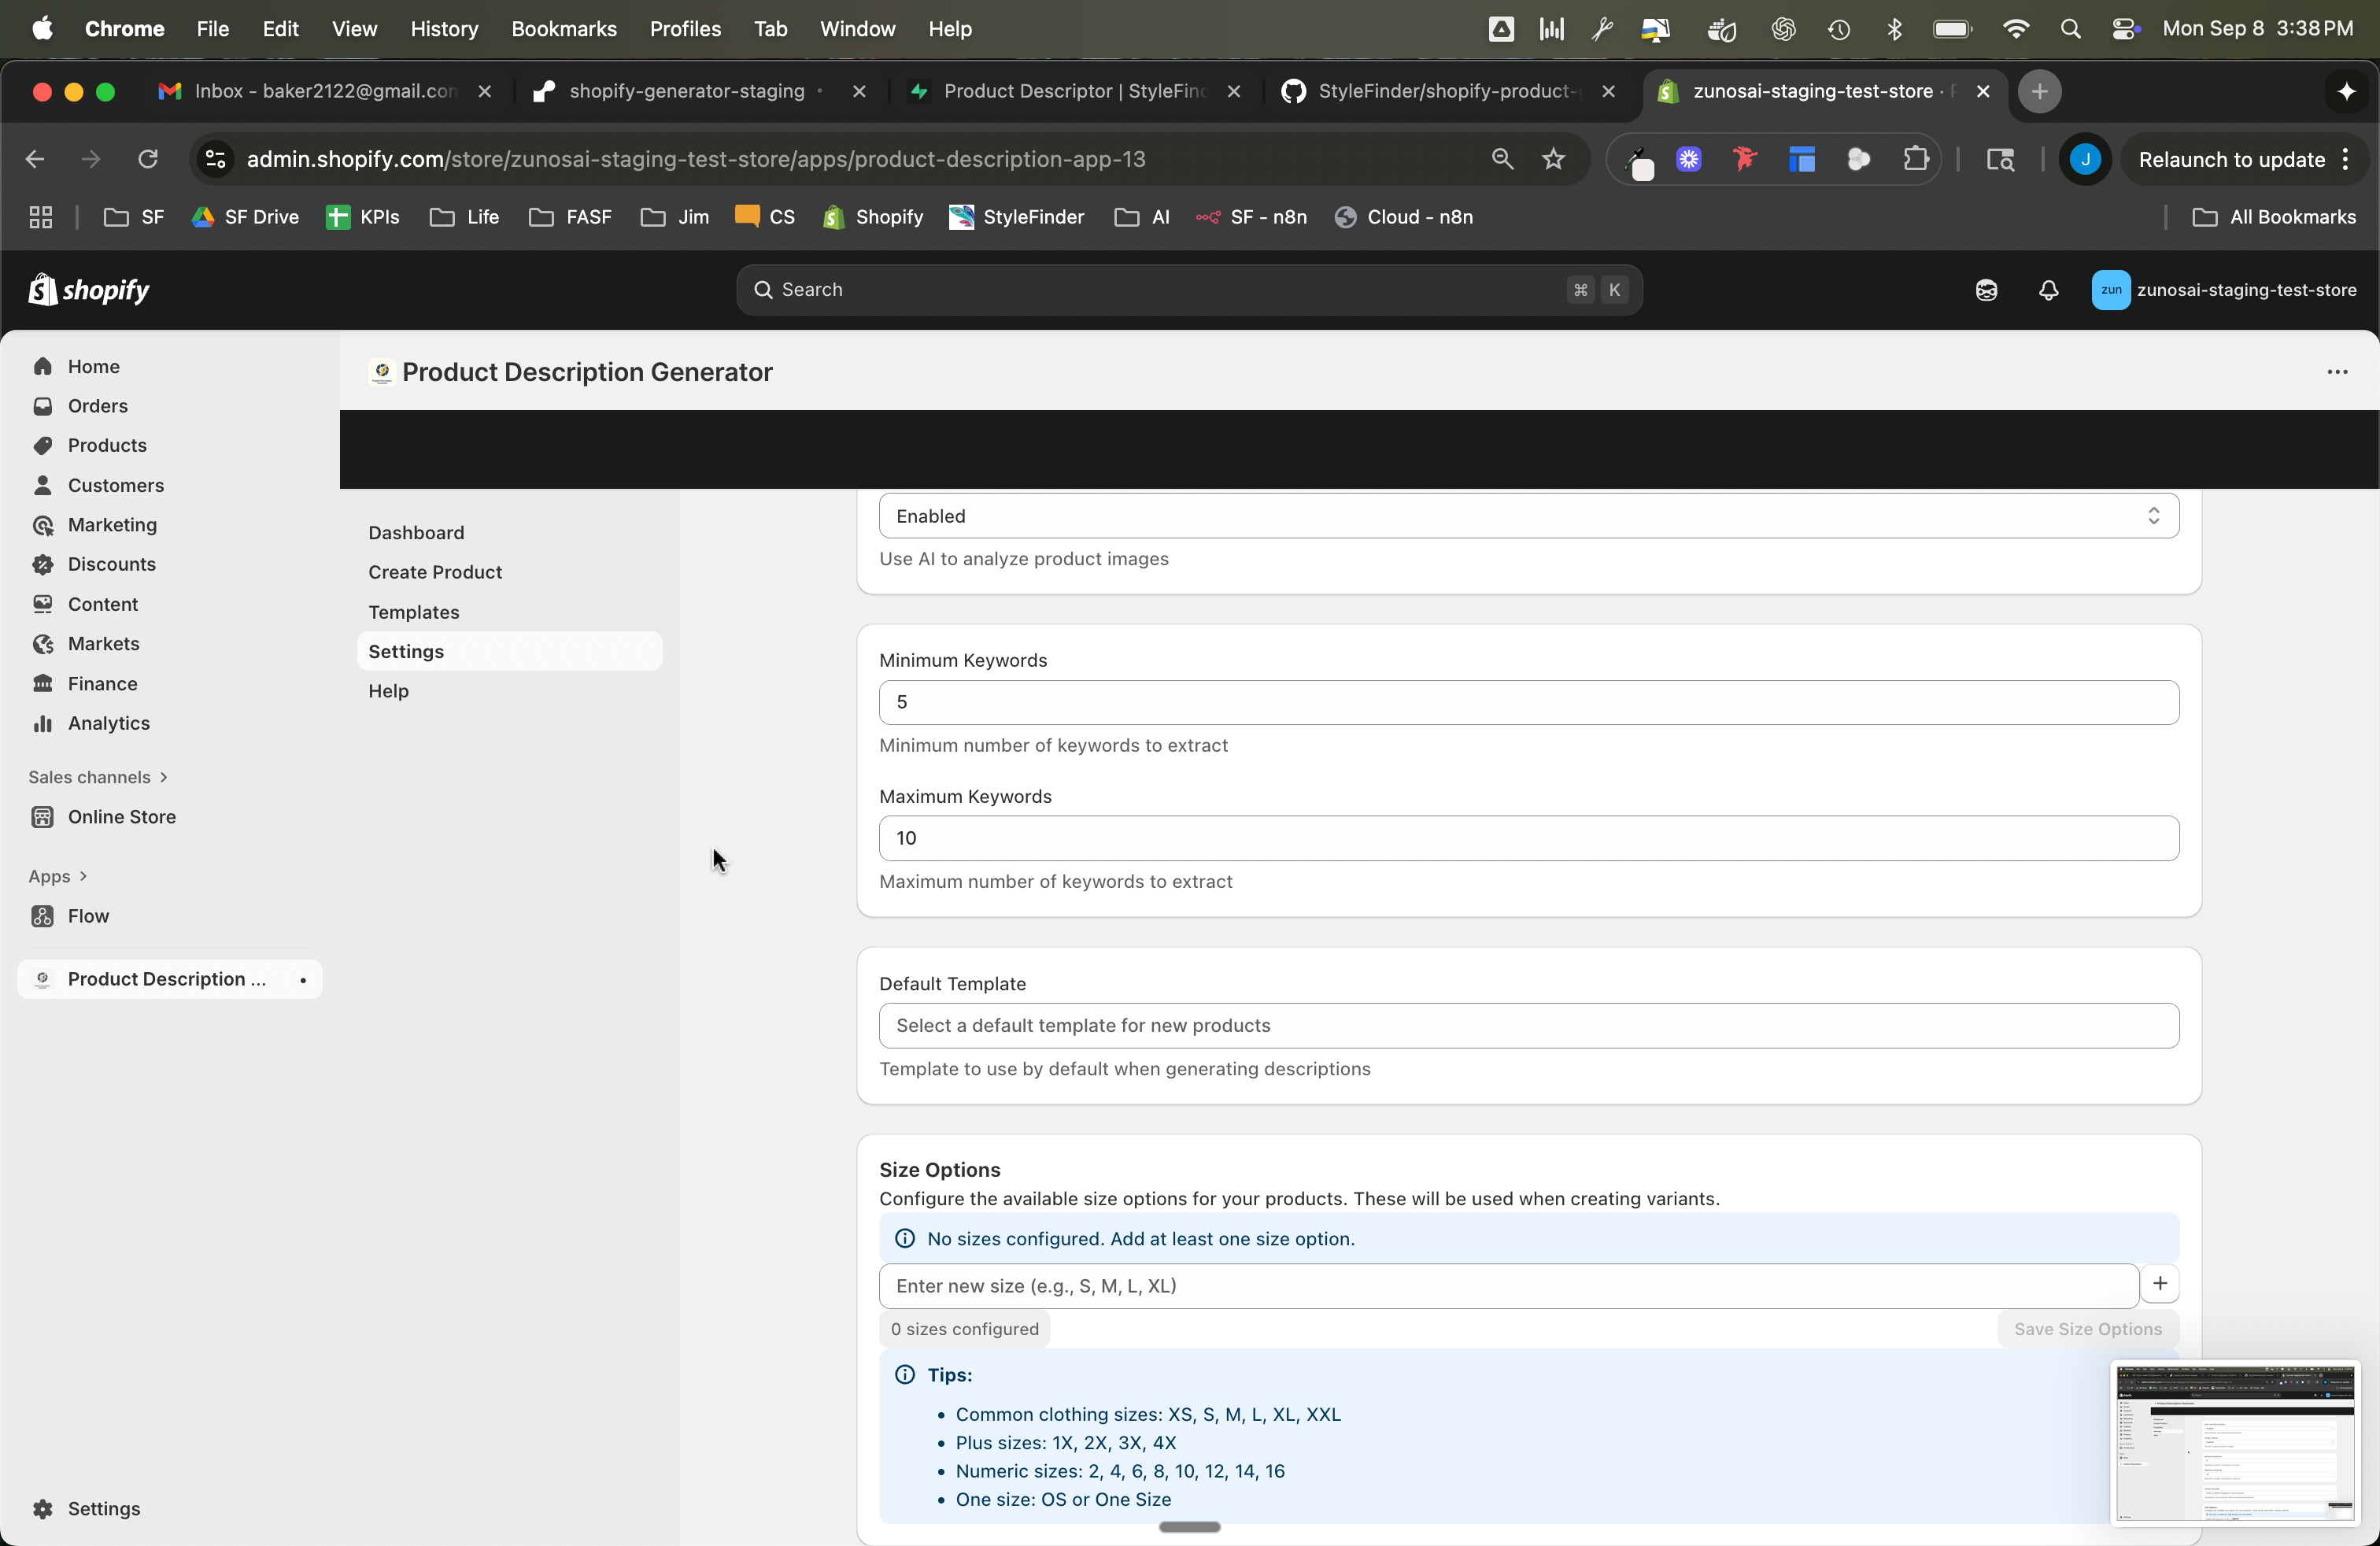 Chrome File Edit View History Bookmarks Profiles Tab Window Help Mon Sep 8 3:38 PM
Inbox - baker2122@gmail.com shopify-generator-staging Product Descriptor | StyleFind StyleFinder/shopify-product- zunosai-staging-test-store
admin.shopify.com/store/zunosai-staging-test-store/apps/product-description-app-13 J Relaunch to update
SF SF Drive KPIs Life FASF Jim CS Shopify StyleFinder AI SF - n8n Cloud - n8n All Bookmarks
shopify Search ⌘ K zun zunosai-staging-test-store
Home
Orders
Products
Customers
Marketing
Discounts
Content
Markets
Finance
Analytics
Sales channels
Online Store
Apps
Flow
Product Description ...
Settings
Product Description Generator
Dashboard
Create Product
Templates
Settings
Help
Enabled
Use AI to analyze product images
Minimum Keywords
5
Minimum number of keywords to extract
Maximum Keywords
10
Maximum number of keywords to extract
Default Template
Select a default template for new products
Template to use by default when generating descriptions
Size Options
Configure the available size options for your products. These will be used when creating variants.
No sizes configured. Add at least one size option.
Enter new size (e.g., S, M, L, XL)
0 sizes configured Save Size Options
Tips:
• Common clothing sizes: XS, S, M, L, XL, XXL
• Plus sizes: 1X, 2X, 3X, 4X
• Numeric sizes: 2, 4, 6, 8, 10, 12, 14, 16
• One size: OS or One Size